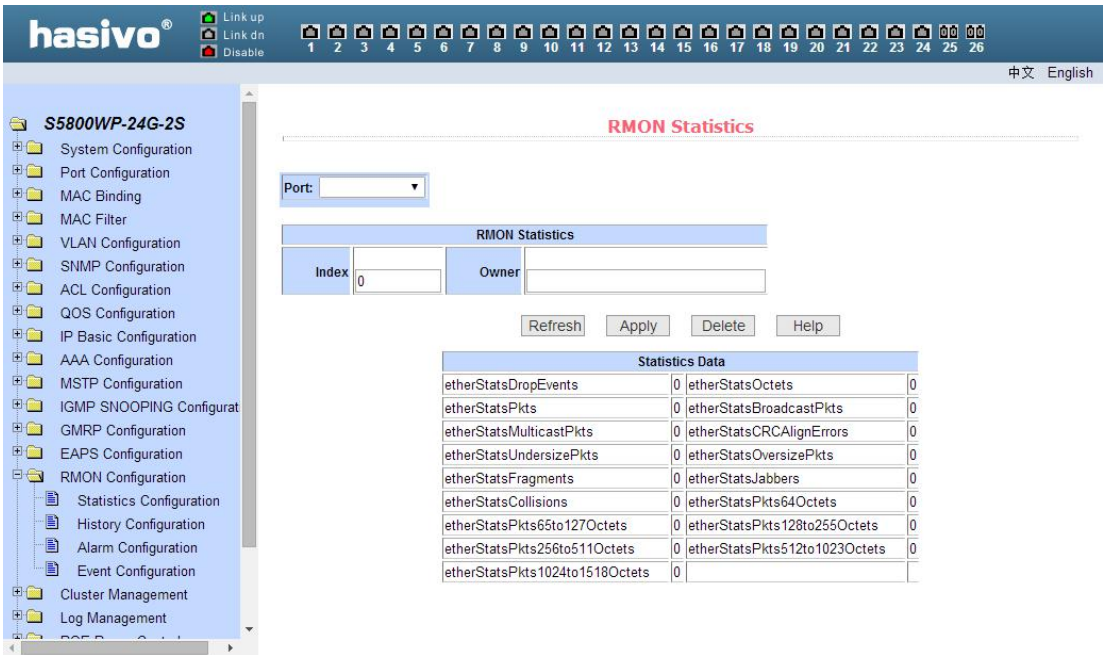 hasivo®
Link up
Link dn
Disable
1 2 3 4 5 6 7 8 9 10 11 12 13 14 15 16 17 18 19 20 21 22 23 24 25 26
中文 English
S5800WP-24G-2S
System Configuration
Port Configuration
MAC Binding
MAC Filter
VLAN Configuration
SNMP Configuration
ACL Configuration
QOS Configuration
IP Basic Configuration
AAA Configuration
MSTP Configuration
IGMP SNOOPING Configurat
GMRP Configuration
EAPS Configuration
RMON Configuration
Statistics Configuration
History Configuration
Alarm Configuration
Event Configuration
Cluster Management
Log Management
RMON Statistics
Port:
RMON Statistics
Index 0 Owner
Refresh Apply Delete Help
Statistics Data
etherStatsDropEvents 0 etherStatsOctets 0
etherStatsPkts 0 etherStatsBroadcastPkts 0
etherStatsMulticastPkts 0 etherStatsCRCAlignErrors 0
etherStatsUndersizePkts 0 etherStatsOversizePkts 0
etherStatsFragments 0 etherStatsJabbers 0
etherStatsCollisions 0 etherStatsPkts64Octets 0
etherStatsPkts65to127Octets 0 etherStatsPkts128to255Octets 0
etherStatsPkts256to511Octets 0 etherStatsPkts512to1023Octets 0
etherStatsPkts1024to1518Octets 0